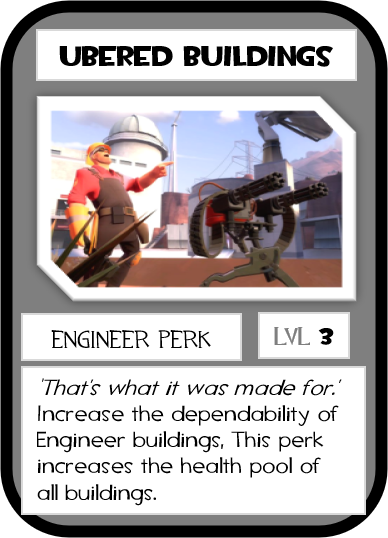 UBERED BUILDINGS
ENGINEER PERK
LVL 3
'That's what it was made for.'
Increase the dependability of
Engineer buildings, This perk
increases the health pool of
all buildings.